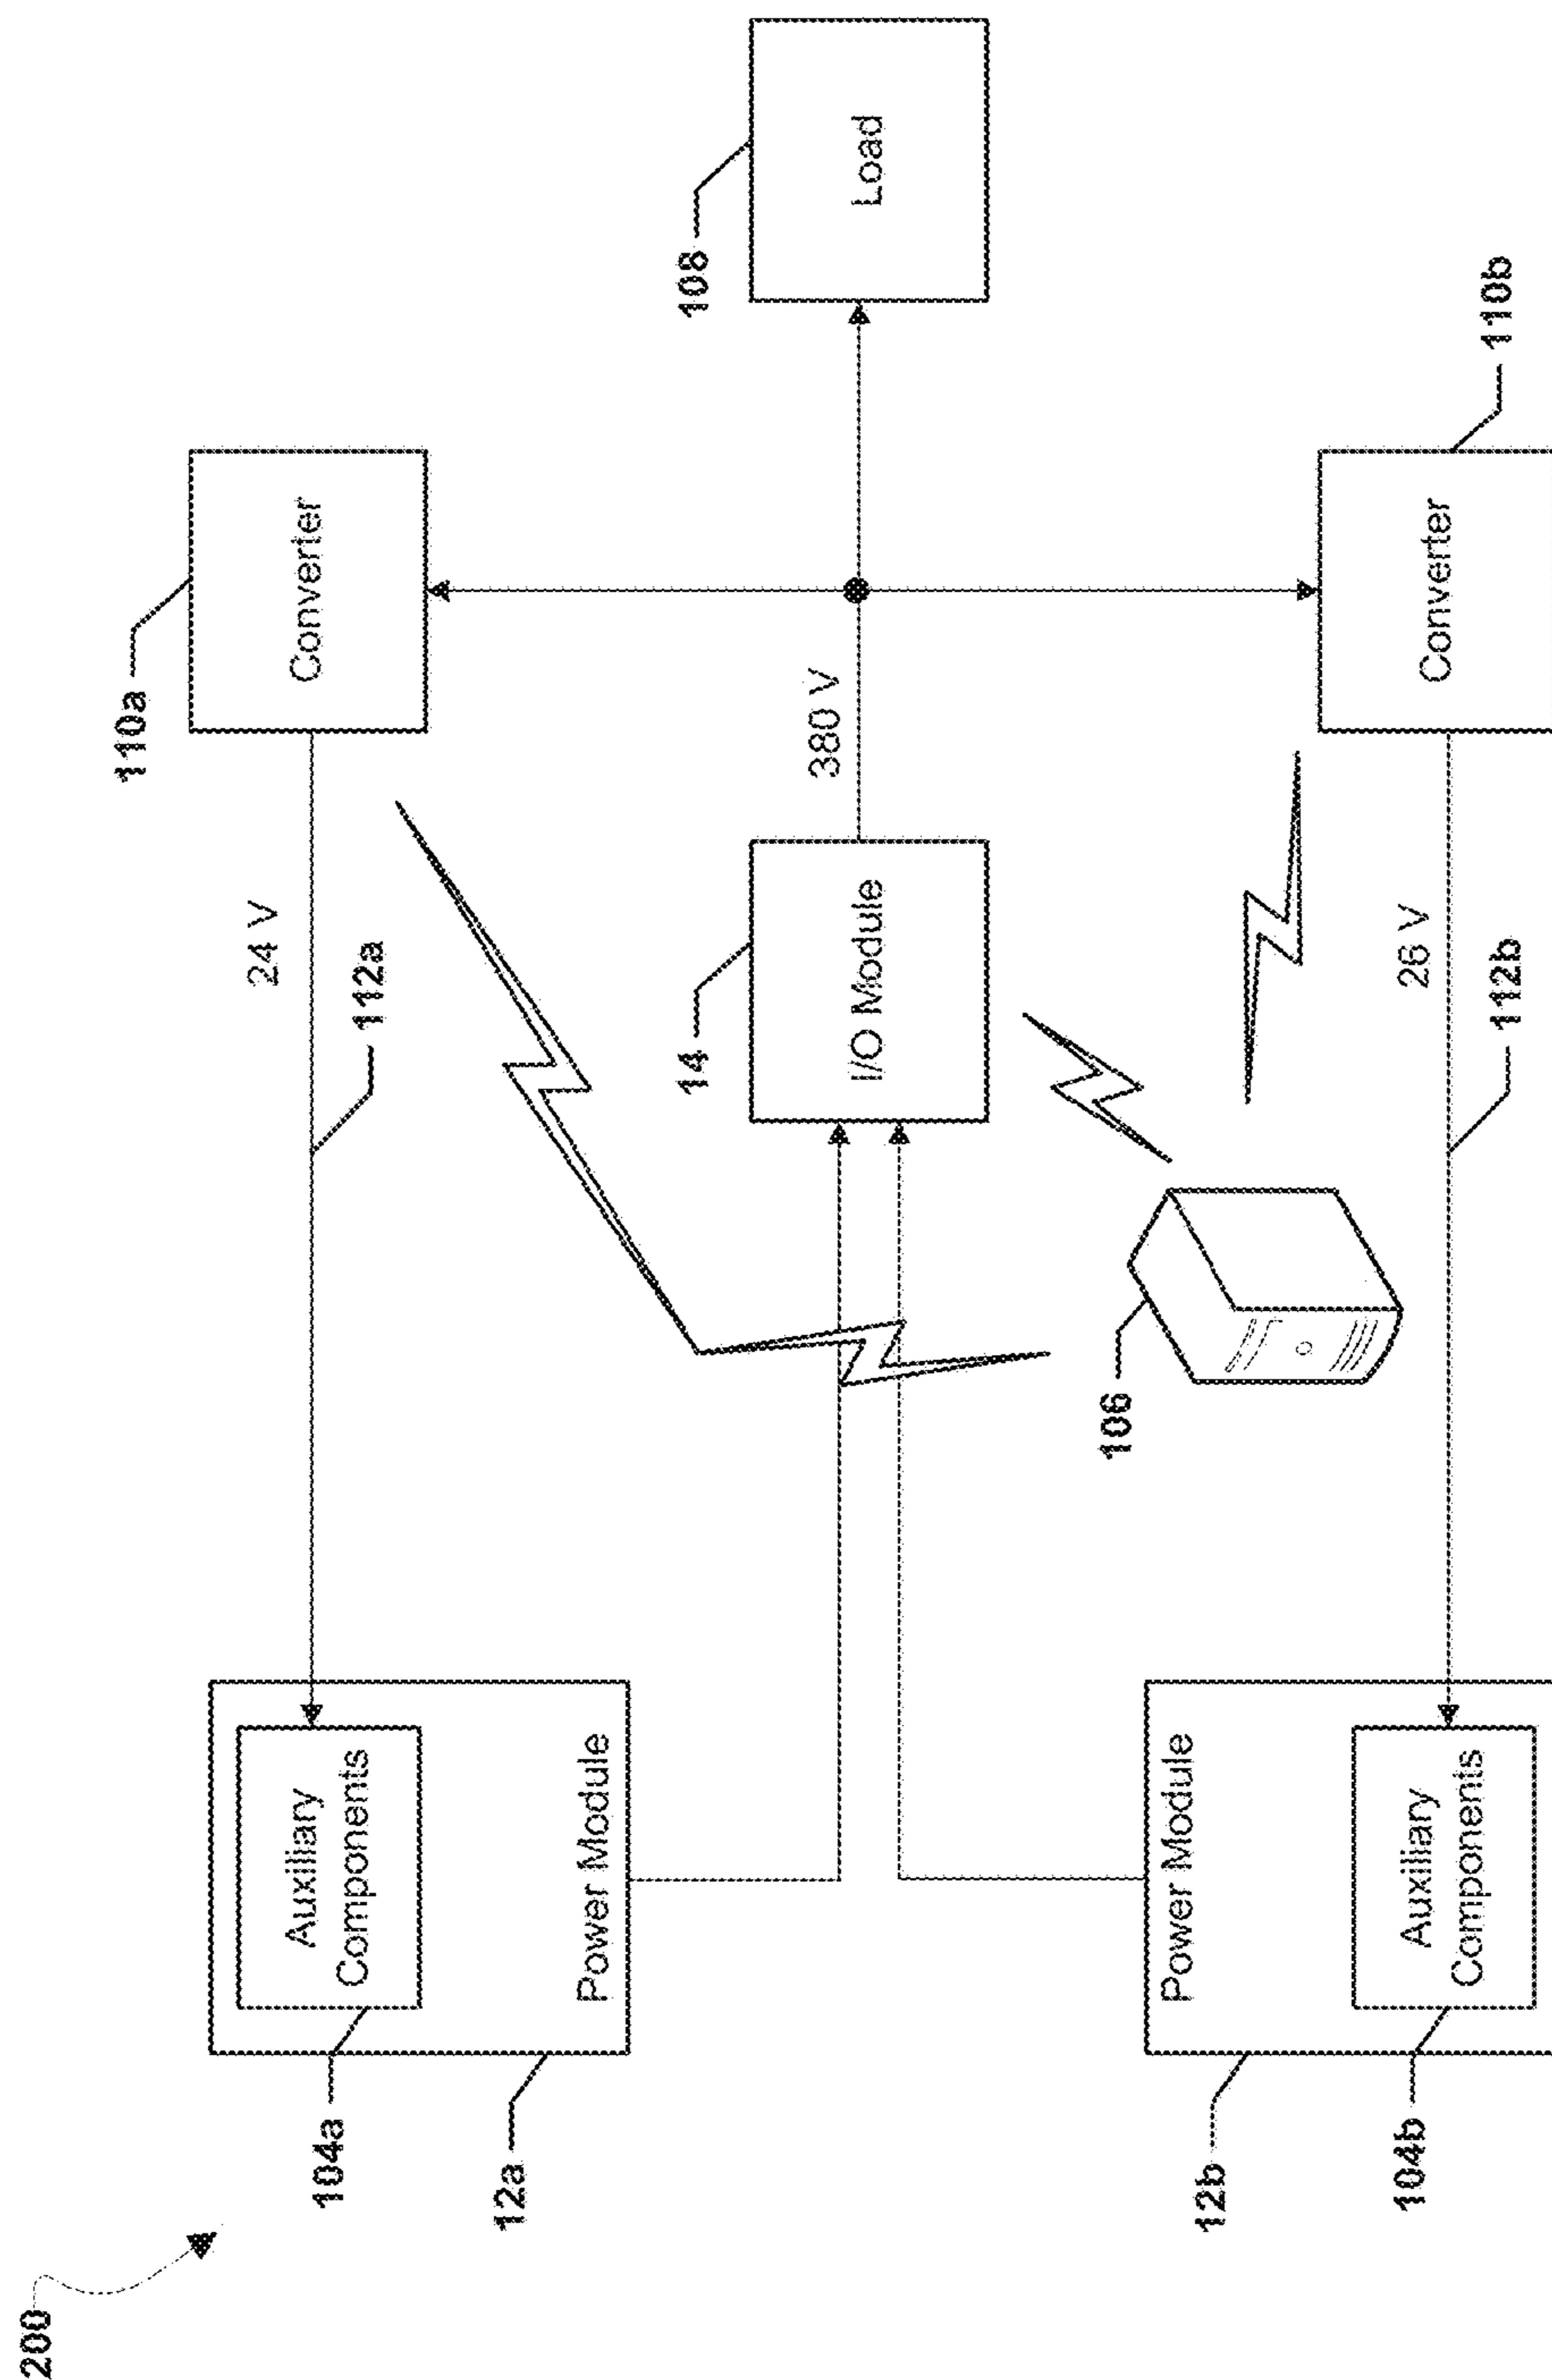 200
104a
Auxiliary
Components
12a
Power Module
24 V
112a
110a
Converter
14
I/O Module
380 V
108
Load
106
12b
Power Module
104b
Auxiliary
Components
26 V
112b
Converter
110b